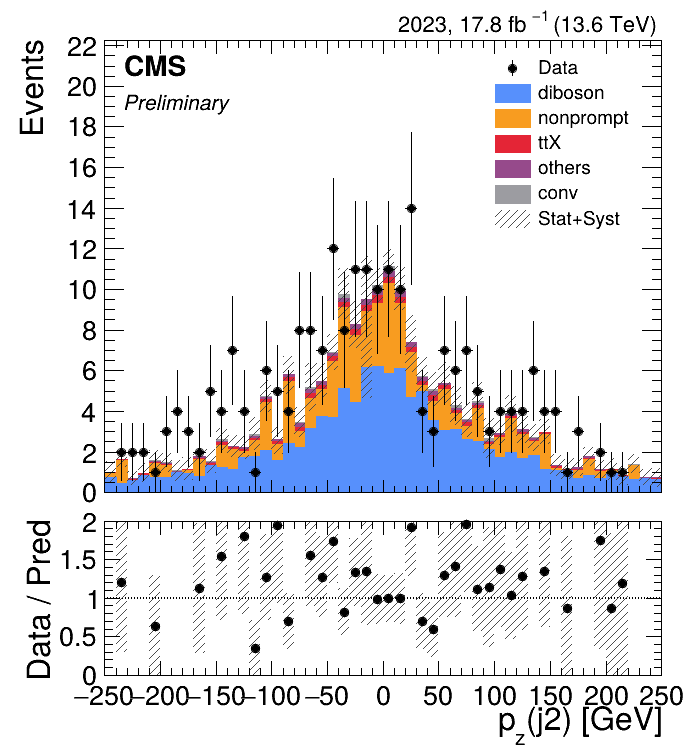 2023, 17.8 fb⁻¹ (13.6 TeV)
CMS
Preliminary
Events
22
20
18
16
14
12
10
8
6
4
2
0
Data
diboson
nonprompt
ttX
others
conv
Stat+Syst
Data / Pred
2
1.5
1
0.5
0
−250 −200 −150 −100 −50 0 50 100 150 200 250
p_z(j2) [GeV]